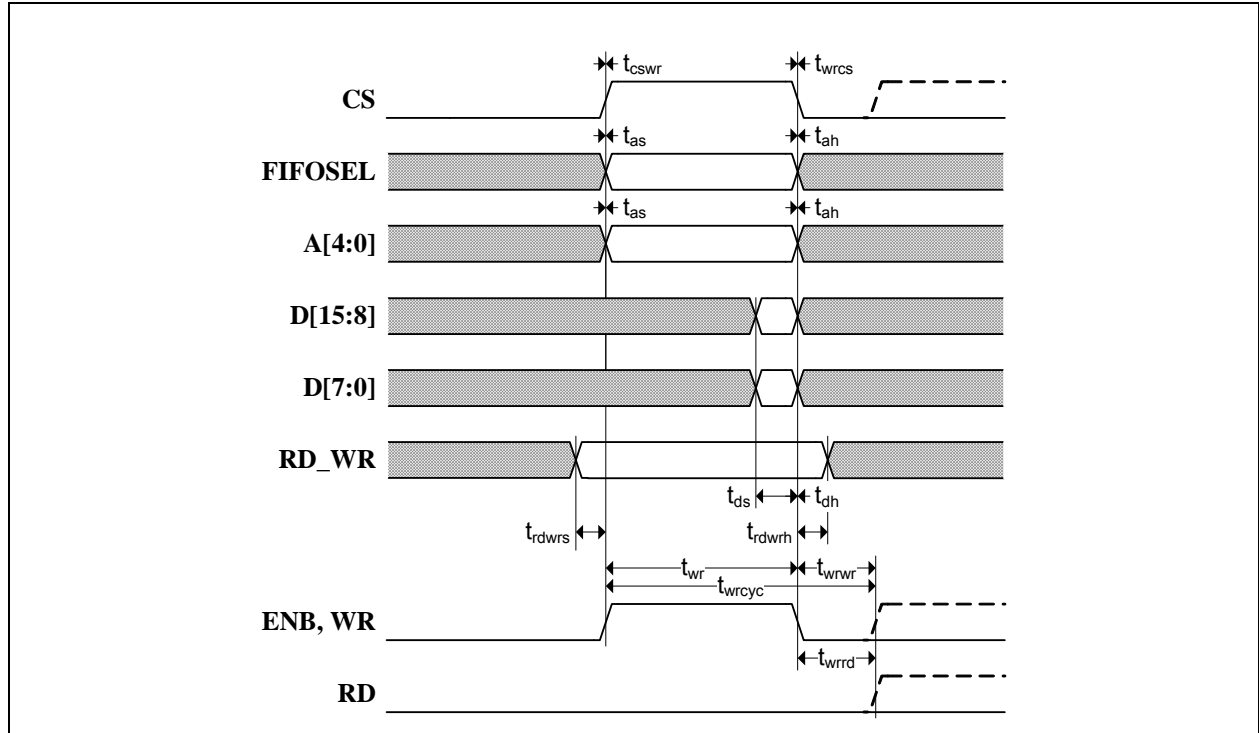 t_cswr t_wrcs
CS
t_as t_ah
FIFOSEL
t_as t_ah
A[4:0]
D[15:8]
D[7:0]
RD_WR
t_ds t_dh
t_rdwrs t_rdwrh
t_wr t_wrwr
t_wrcyc
ENB, WR
t_wrrd
RD